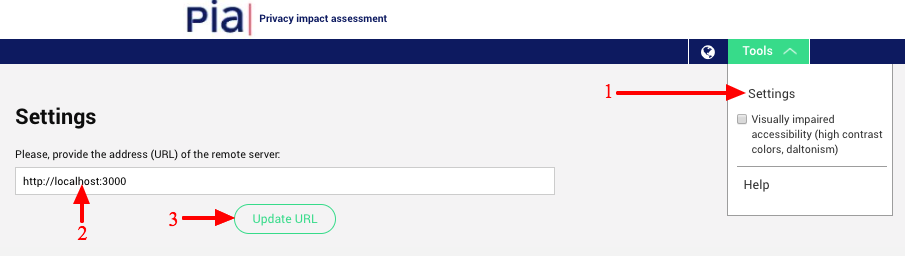 pia Privacy impact assessment
Tools
1
Settings
Visually impaired
accessibility (high contrast
colors, daltonism)
Help
Settings
Please, provide the address (URL) of the remote server:
http://localhost:3000
2
3
Update URL